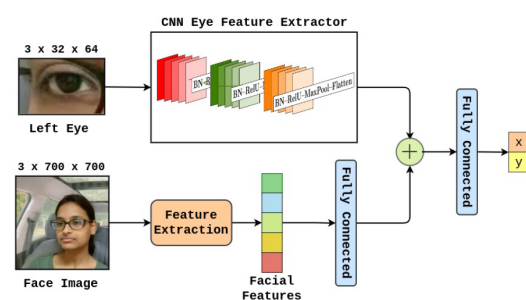 CNN Eye Feature Extractor
3 x 32 x 64
BN-R
BN-ReLU-
BN-ReLU-MaxPool-Flatten
Left Eye
3 x 700 x 700
Feature
Extraction
Face Image
Facial
Features
Fully Connected
+
Fully Connected
x
y